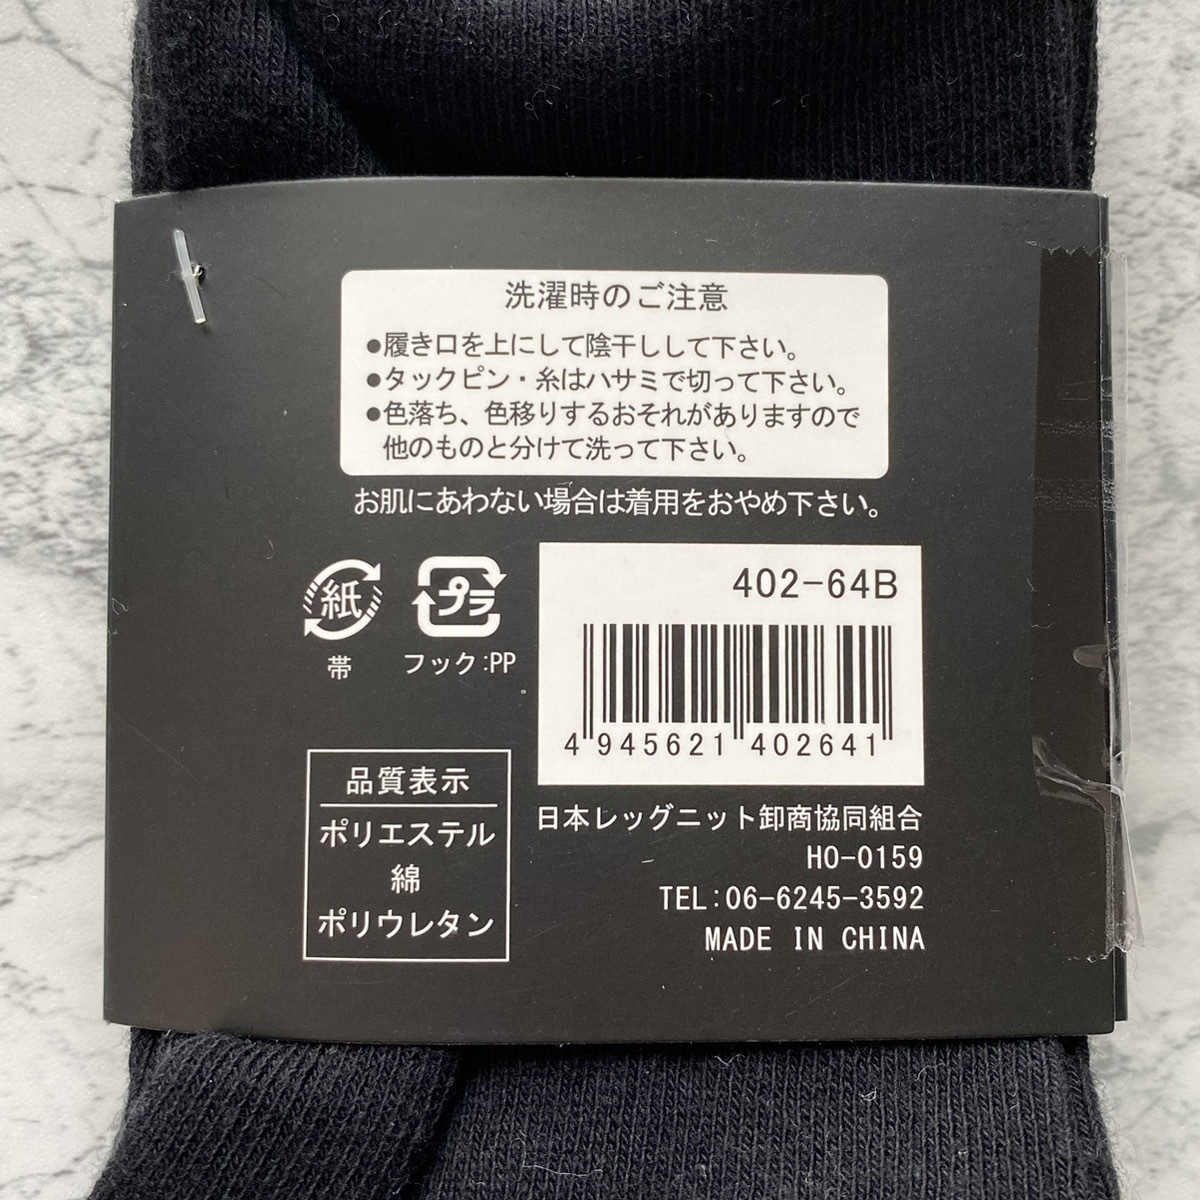 洗濯時のご注意
●履き口を上にして陰干しして下さい。
●タックピン・糸はハサミで切って下さい。
●色落ち、色移りするおそれがありますので
他のものと分けて洗って下さい。
お肌にあわない場合は着用をおやめ下さい。
紙
帯
プラ
フック:PP
402-64B
4 945621 402641
品質表示
ポリエステル
綿
ポリウレタン
日本レッグニット卸商協同組合
HO-0159
TEL:06-6245-3592
MADE IN CHINA